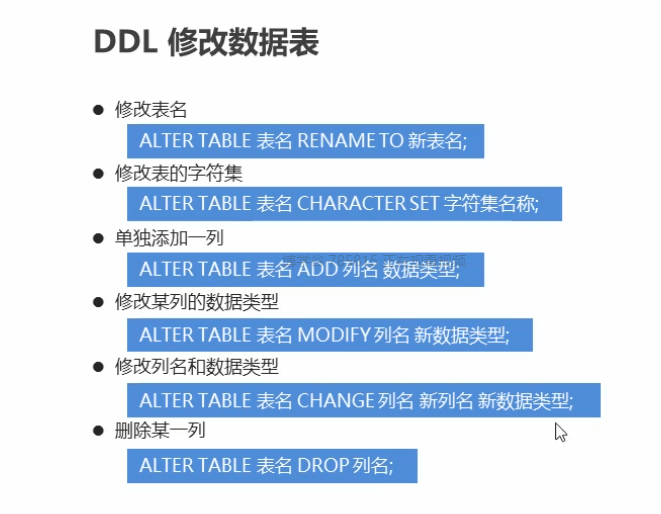 DDL 修改数据表
● 修改表名
ALTER TABLE 表名 RENAME TO 新表名;
● 修改表的字符集
ALTER TABLE 表名 CHARACTER SET 字符集名称;
● 单独添加一列
ALTER TABLE 表名 ADD 列名 数据类型;
● 修改某列的数据类型
ALTER TABLE 表名 MODIFY 列名 新数据类型;
● 修改列名和数据类型
ALTER TABLE 表名 CHANGE 列名 新列名 新数据类型;
● 删除某一列
ALTER TABLE 表名 DROP 列名;